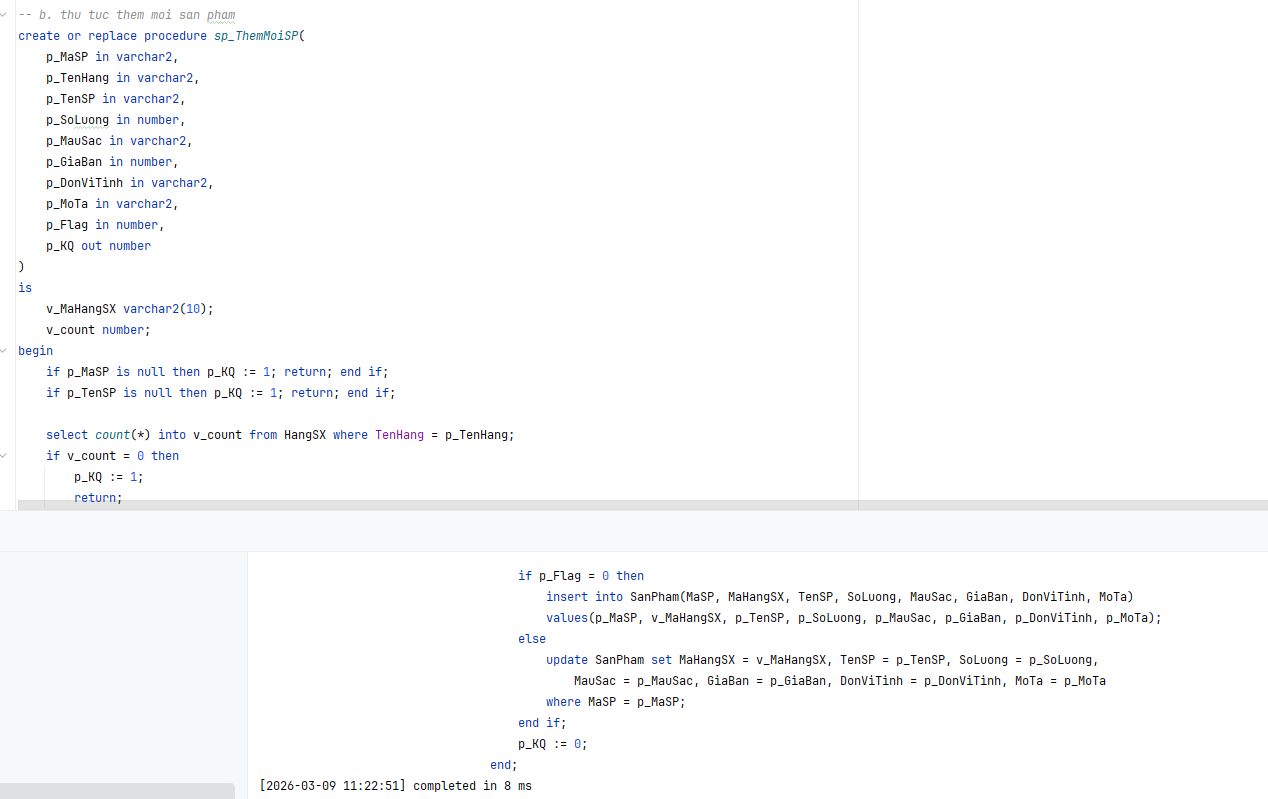 -- b. thu tuc them moi san pham
create or replace procedure sp_ThemMoiSP(
    p_MaSP in varchar2,
    p_TenHang in varchar2,
    p_TenSP in varchar2,
    p_SoLuong in number,
    p_MauSac in varchar2,
    p_GiaBan in number,
    p_DonViTinh in varchar2,
    p_MoTa in varchar2,
    p_Flag in number,
    p_KQ out number
)
is
    v_MaHangSX varchar2(10);
    v_count number;
begin
    if p_MaSP is null then p_KQ := 1; return; end if;
    if p_TenSP is null then p_KQ := 1; return; end if;
    select count(*) into v_count from HangSX where TenHang = p_TenHang;
    if v_count = 0 then
        p_KQ := 1;
        return;
if p_Flag = 0 then
    insert into SanPham(MaSP, MaHangSX, TenSP, SoLuong, MauSac, GiaBan, DonViTinh, MoTa)
    values(p_MaSP, v_MaHangSX, p_TenSP, p_SoLuong, p_MauSac, p_GiaBan, p_DonViTinh, p_MoTa);
else
    update SanPham set MaHangSX = v_MaHangSX, TenSP = p_TenSP, SoLuong = p_SoLuong,
        MauSac = p_MauSac, GiaBan = p_GiaBan, DonViTinh = p_DonViTinh, MoTa = p_MoTa
    where MaSP = p_MaSP;
end if;
p_KQ := 0;
end;
[2026-03-09 11:22:51] completed in 8 ms